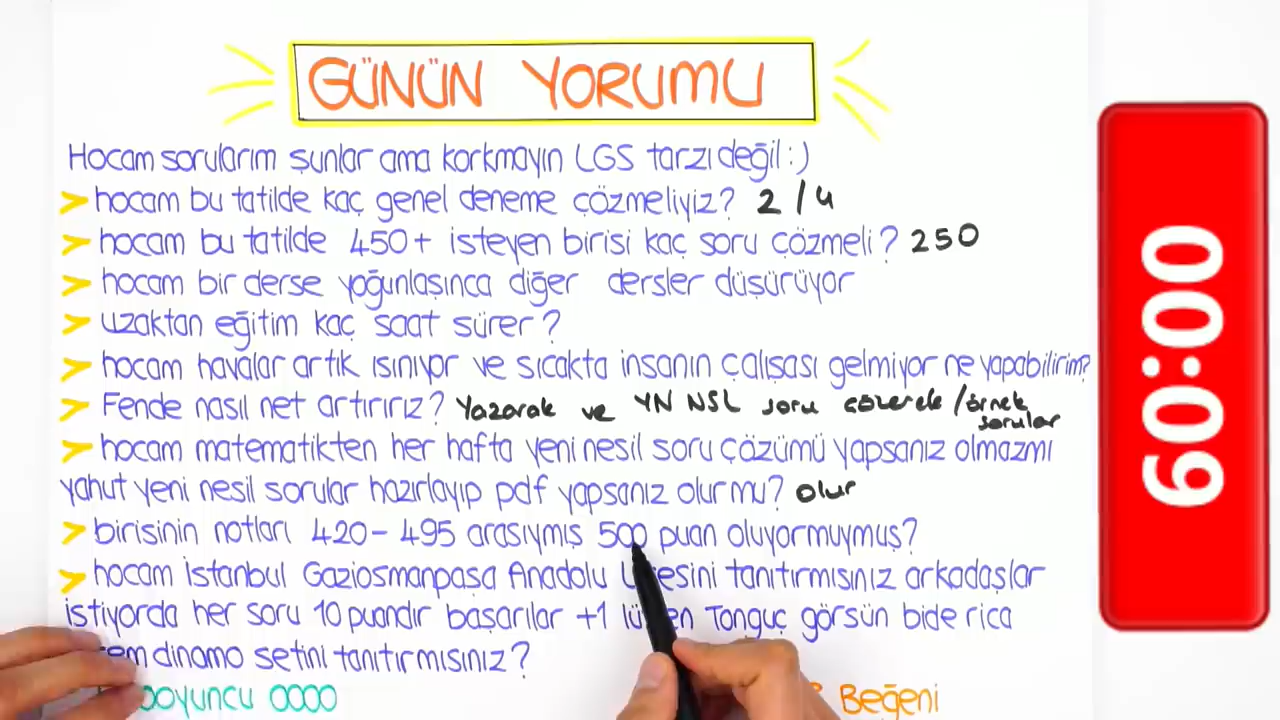 GÜNÜN YORUMU
Hocam sorularım şunlar ama korkmayın LGS tarzı değil :)
➤ hocam bu tatilde kaç genel deneme çözmeliyiz? 2/4
➤ hocam bu tatilde 450+ isteyen birisi kaç soru çözmeli? 250
➤ hocam bir derse yoğunlaşınca diğer dersler düşürüyor
➤ uzaktan eğitim kaç saat sürer?
➤ hocam havalar artık ısınıyor ve sıcakta insanın çalışası gelmiyor ne yapabilirim?
➤ Fende nasıl net artırırız? Yazarak ve YN NSL soru çözerek / örnek sorular
➤ hocam matematikten her hafta yeni nesil soru çözümü yapsanız olmazmı
yahut yeni nesil sorular hazırlayıp pdf yapsanız olur mu? olur
➤ birisinin notları 420-495 arasıymış 500 puan oluyormuymuş?
➤ hocam İstanbul Gaziosmanpaşa Anadolu tanıtırmısınız arkadaşlar
istiyorda her soru 10 puandır başarılar +1 Tonguç görsün bide rica
dinamo setini tanıtırmısınız?
0000
Beğeni
60:00